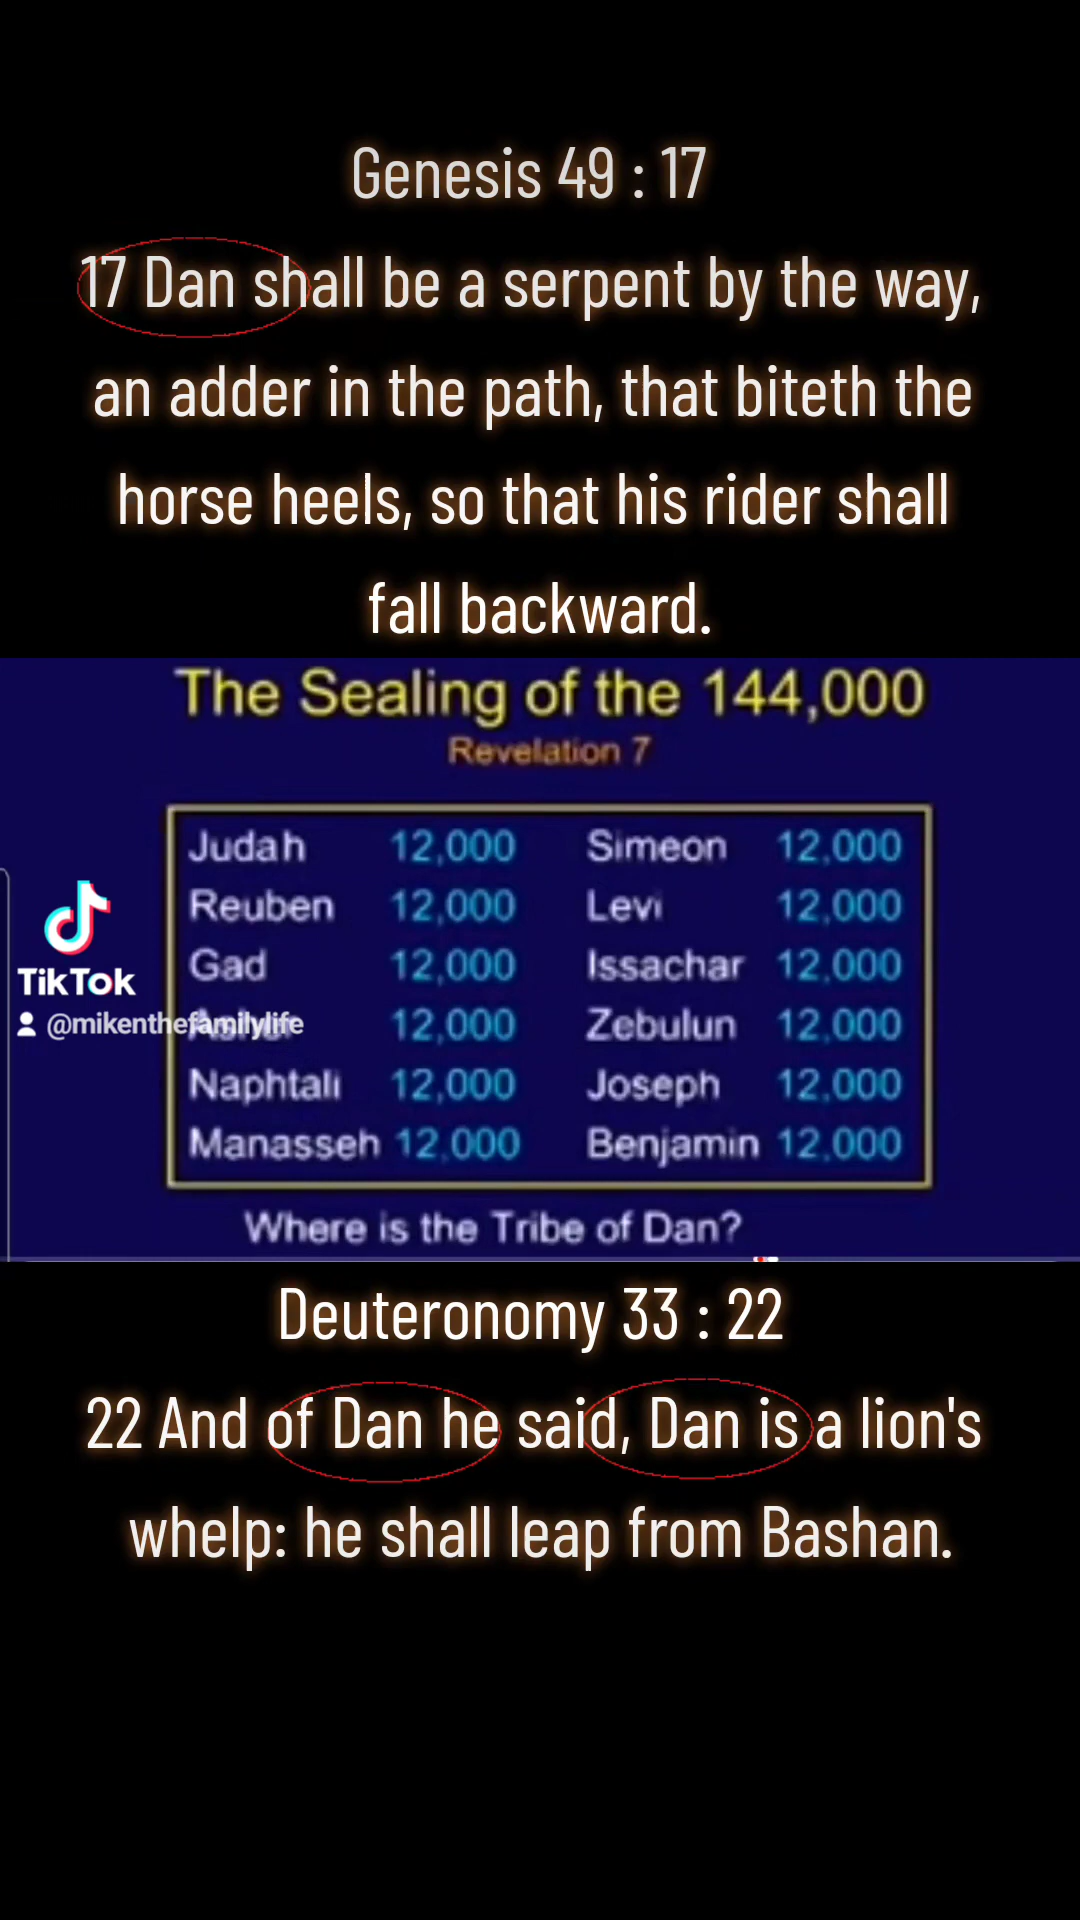 Genesis 49 : 17
17 Dan shall be a serpent by the way,
an adder in the path, that biteth the
horse heels, so that his rider shall
fall backward.
The Sealing of the 144,000
Revelation 7
Judah 12,000 Simeon 12,000
Reuben 12,000 Levi 12,000
Gad 12,000 Issachar 12,000
12,000 Zebulun 12,000
Naphtali 12,000 Joseph 12,000
Manasseh 12,000 Benjamin 12,000
TikTok
@mikenthefamilylife
Where is the Tribe of Dan?
Deuteronomy 33 : 22
22 And of Dan he said, Dan is a lion's
whelp: he shall leap from Bashan.